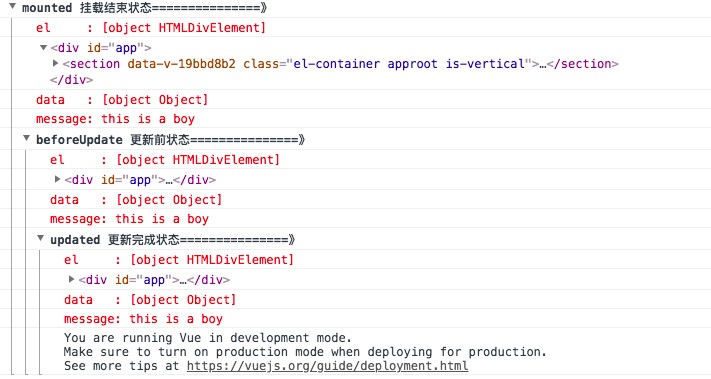 mounted 挂载结束状态===============》
el     : [object HTMLDivElement]
<div id="app">
<section data-v-19bbd8b2 class="el-container approot is-vertical">…</section>
</div>
data   : [object Object]
message: this is a boy
beforeUpdate 更新前状态===============》
el     : [object HTMLDivElement]
<div id="app">…</div>
data   : [object Object]
message: this is a boy
updated 更新完成状态===============》
el     : [object HTMLDivElement]
<div id="app">…</div>
data   : [object Object]
message: this is a boy
You are running Vue in development mode.
Make sure to turn on production mode when deploying for production.
See more tips at https://vuejs.org/guide/deployment.html